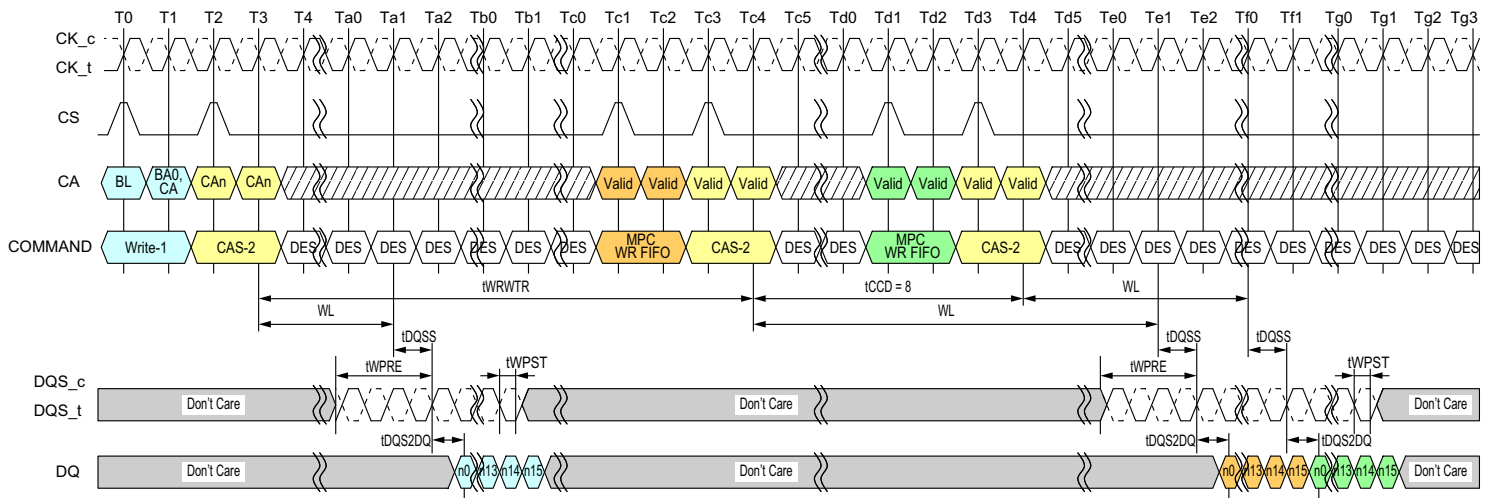 T0 T1 T2 T3 T4 Ta0 Ta1 Ta2 Tb0 Tb1 Tc0 Tc1 Tc2 Tc3 Tc4 Tc5 Td0 Td1 Td2 Td3 Td4 Td5 Te0 Te1 Te2 Tf0 Tf1 Tg0 Tg1 Tg2 Tg3
CK_c
CK_t
CS
CA BL BA0, CA CAn CAn Valid Valid Valid Valid Valid Valid Valid Valid
COMMAND Write-1 CAS-2 DES DES DES DES DES DES DES MPC WR FIFO CAS-2 DES DES MPC WR FIFO CAS-2 DES DES DES DES DES DES DES DES DES DES
tWRWTR tCCD = 8 WL
WL WL
tDQSS tDQSS tDQSS
tWPRE tWPST tWPRE tWPST
DQS_c
DQS_t
Don't Care Don't Care Don't Care
tDQS2DQ tDQS2DQ tDQS2DQ
DQ Don't Care n0 n13 n14 n15 Don't Care n0 n13 n14 n15 n0 n13 n14 n15 Don't Care